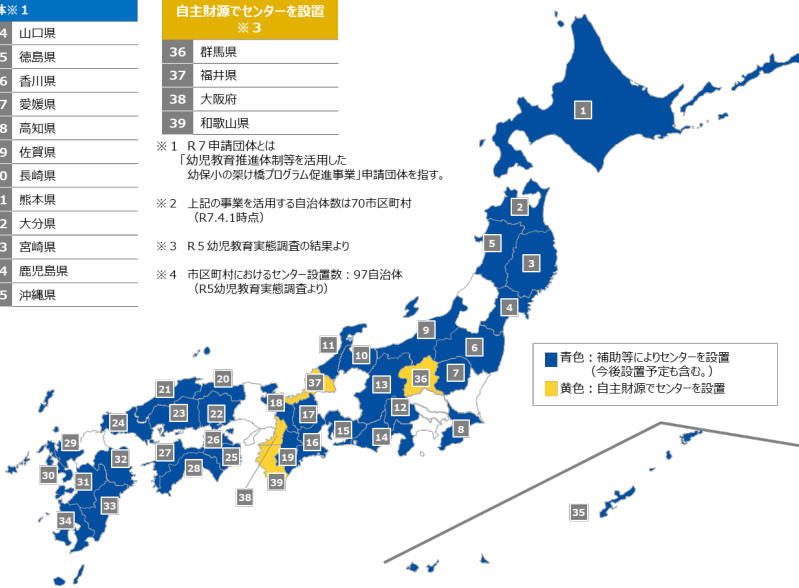 体※１
4 山口県
5 徳島県
6 香川県
7 愛媛県
8 高知県
9 佐賀県
0 長崎県
1 熊本県
2 大分県
3 宮崎県
4 鹿児島県
5 沖縄県
自主財源でセンターを設置
※３
36 群馬県
37 福井県
38 大阪府
39 和歌山県
※１ Ｒ７申請団体とは
「幼児教育推進体制等を活用した
幼保小の架け橋プログラム促進事業」申請団体を指す。
※２ 上記の事業を活用する自治体数は70市区町村
（R7.4.1時点）
※３ Ｒ５幼児教育実態調査の結果より
※４ 市区町村におけるセンター設置数：97自治体
（R5幼児教育実態調査より）
1
2
5
3
4
9
6
11
10
7
36
13
37
12
8
14
15
18
17
16
19
39
38
20
21
22
23
24
26
25
27
28
29
30
31
32
33
34
35
青色：補助等によりセンターを設置
（今後設置予定も含む。）
黄色：自主財源でセンターを設置